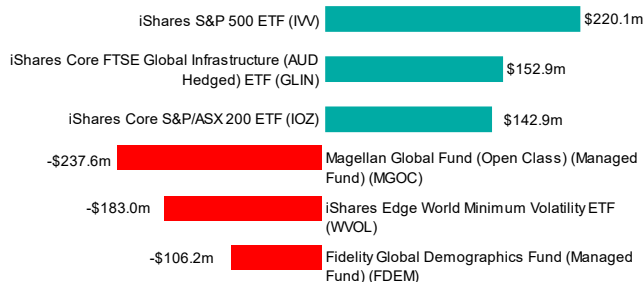 iShares S&P 500 ETF (IVV)
$220.1m
iShares Core FTSE Global Infrastructure (AUD
Hedged) ETF (GLIN)
$152.9m
iShares Core S&P/ASX 200 ETF (IOZ)
$142.9m
-$237.6m
Magellan Global Fund (Open Class) (Managed
Fund) (MGOC)
-$183.0m
iShares Edge World Minimum Volatility ETF
(WVOL)
-$106.2m
Fidelity Global Demographics Fund (Managed
Fund) (FDEM)